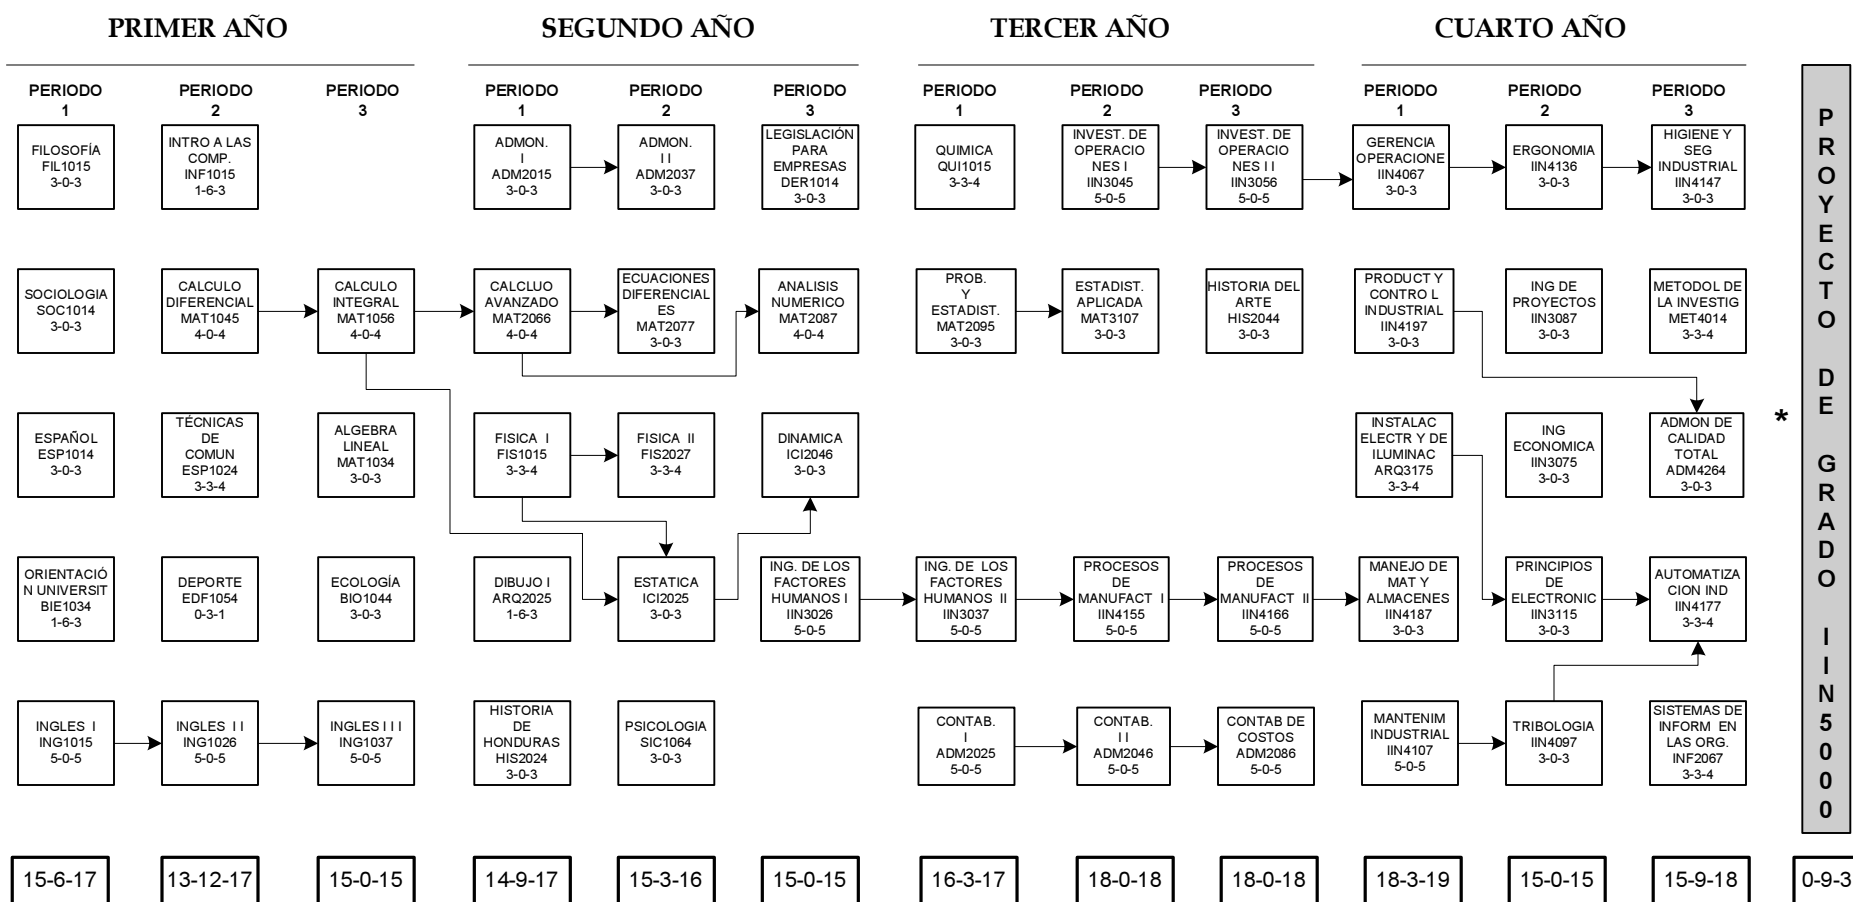 PRIMER AÑO
SEGUNDO AÑO
TERCER AÑO
CUARTO AÑO
PERIODO
1
PERIODO
2
PERIODO
3
PERIODO
1
PERIODO
2
PERIODO
3
PERIODO
1
PERIODO
2
PERIODO
3
PERIODO
1
PERIODO
2
PERIODO
3
FILOSOFÍA
FIL1015
3-0-3
INTRO A LAS
COMP.
INF1015
1-6-3
ADMON.
I
ADM2015
3-0-3
ADMON.
I I
ADM2037
3-0-3
LEGISLACIÓN
PARA
EMPRESAS
DER1014
3-0-3
QUIMICA
QUI1015
3-3-4
INVEST. DE
OPERACIO
NES I
IIN3045
5-0-5
INVEST. DE
OPERACIO
NES I I
IIN3056
5-0-5
GERENCIA
OPERACIONE
IIN4067
3-0-3
ERGONOMIA
IIN4136
3-0-3
HIGIENE Y
SEG
INDUSTRIAL
IIN4147
3-0-3
SOCIOLOGIA
SOC1014
3-0-3
CALCULO
DIFERENCIAL
MAT1045
4-0-4
CALCULO
INTEGRAL
MAT1056
4-0-4
CALCLUO
AVANZADO
MAT2066
4-0-4
ECUACIONES
DIFERENCIAL
ES
MAT2077
3-0-3
ANALISIS
NUMERICO
MAT2087
4-0-4
PROB.
Y
ESTADIST.
MAT2095
3-0-3
ESTADIST.
APLICADA
MAT3107
3-0-3
HISTORIA DEL
ARTE
HIS2044
3-0-3
PRODUCT Y
CONTRO L
INDUSTRIAL
IIN4197
3-0-3
ING DE
PROYECTOS
IIN3087
3-0-3
METODOL DE
LA INVESTIG
MET4014
3-3-4
ESPAÑOL
ESP1014
3-0-3
TÉCNICAS
DE
COMUN
ESP1024
3-3-4
ALGEBRA
LINEAL
MAT1034
3-0-3
FISICA I
FIS1015
3-3-4
FISICA II
FIS2027
3-3-4
DINAMICA
ICI2046
3-0-3
INSTALAC
ELECTR Y DE
ILUMINAC
ARQ3175
3-3-4
ING
ECONOMICA
IIN3075
3-0-3
ADMON DE
CALIDAD
TOTAL
ADM4264
3-0-3
*
ORIENTACIÓ
N UNIVERSIT
BIE1034
1-6-3
DEPORTE
EDF1054
0-3-1
ECOLOGÍA
BIO1044
3-0-3
DIBUJO I
ARQ2025
1-6-3
ESTATICA
ICI2025
3-0-3
ING. DE LOS
FACTORES
HUMANOS I
IIN3026
5-0-5
ING. DE LOS
FACTORES
HUMANOS II
IIN3037
5-0-5
PROCESOS
DE
MANUFACT I
IIN4155
5-0-5
PROCESOS
DE
MANUFACT II
IIN4166
5-0-5
MANEJO DE
MAT Y
ALMACENES
IIN4187
3-0-3
PRINCIPIOS
DE
ELECTRONIC
IIN3115
3-0-3
AUTOMATIZA
CION IND
IIN4177
3-3-4
INGLES I
ING1015
5-0-5
INGLES I I
ING1026
5-0-5
INGLES I I I
ING1037
5-0-5
HISTORIA
DE
HONDURAS
HIS2024
3-0-3
PSICOLOGIA
SIC1064
3-0-3
CONTAB.
I
ADM2025
5-0-5
CONTAB.
I I
ADM2046
5-0-5
CONTAB DE
COSTOS
ADM2086
5-0-5
MANTENIM
INDUSTRIAL
IIN4107
5-0-5
TRIBOLOGIA
IIN4097
3-0-3
SISTEMAS DE
INFORM EN
LAS ORG.
INF2067
3-3-4
PROYECTO DE GRADO IIN5000
15-6-17
13-12-17
15-0-15
14-9-17
15-3-16
15-0-15
16-3-17
18-0-18
18-0-18
18-3-19
15-0-15
15-9-18
0-9-3